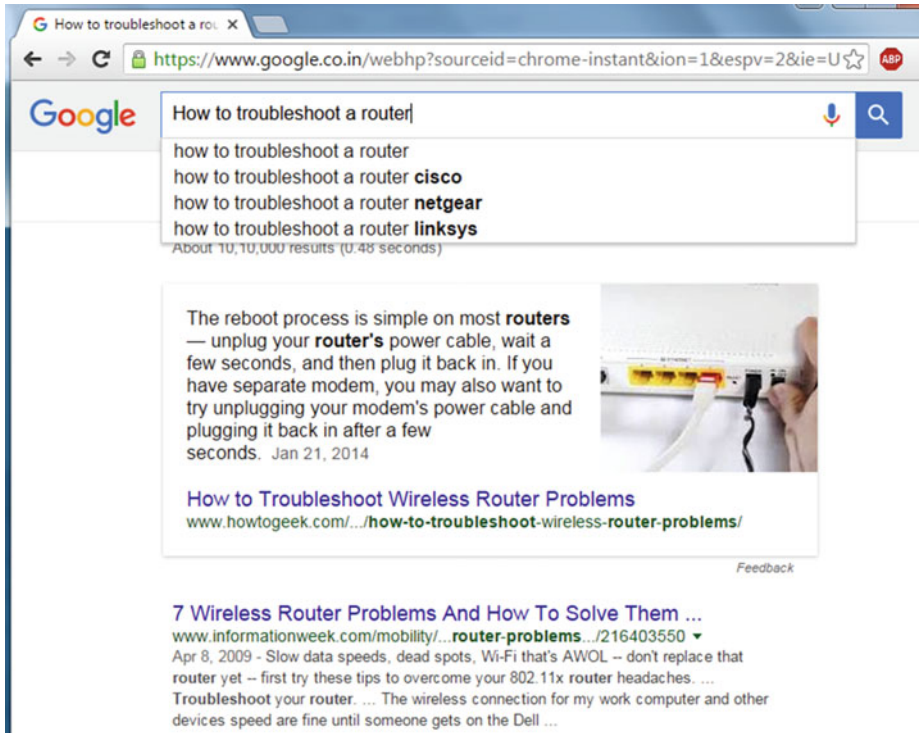 How to troubleshoot a rou
https://www.google.co.in/webhp?sourceid=chrome-instant&ion=1&espv=2&ie=U
ABP
Google
How to troubleshoot a router
how to troubleshoot a router
how to troubleshoot a router cisco
how to troubleshoot a router netgear
how to troubleshoot a router linksys
About 10,10,000 results (0.48 seconds)
The reboot process is simple on most routers
— unplug your router's power cable, wait a
few seconds, and then plug it back in. If you
have separate modem, you may also want to
try unplugging your modem's power cable and
plugging it back in after a few
seconds. Jan 21, 2014
How to Troubleshoot Wireless Router Problems
www.howtogeek.com/.../how-to-troubleshoot-wireless-router-problems/
Feedback
7 Wireless Router Problems And How To Solve Them ...
www.informationweek.com/mobility/...router-problems.../216403550
Apr 8, 2009 - Slow data speeds, dead spots, Wi-Fi that's AWOL -- don't replace that
router yet -- first try these tips to overcome your 802.11x router headaches. ...
Troubleshoot your router. ... The wireless connection for my work computer and other
devices speed are fine until someone gets on the Dell ...